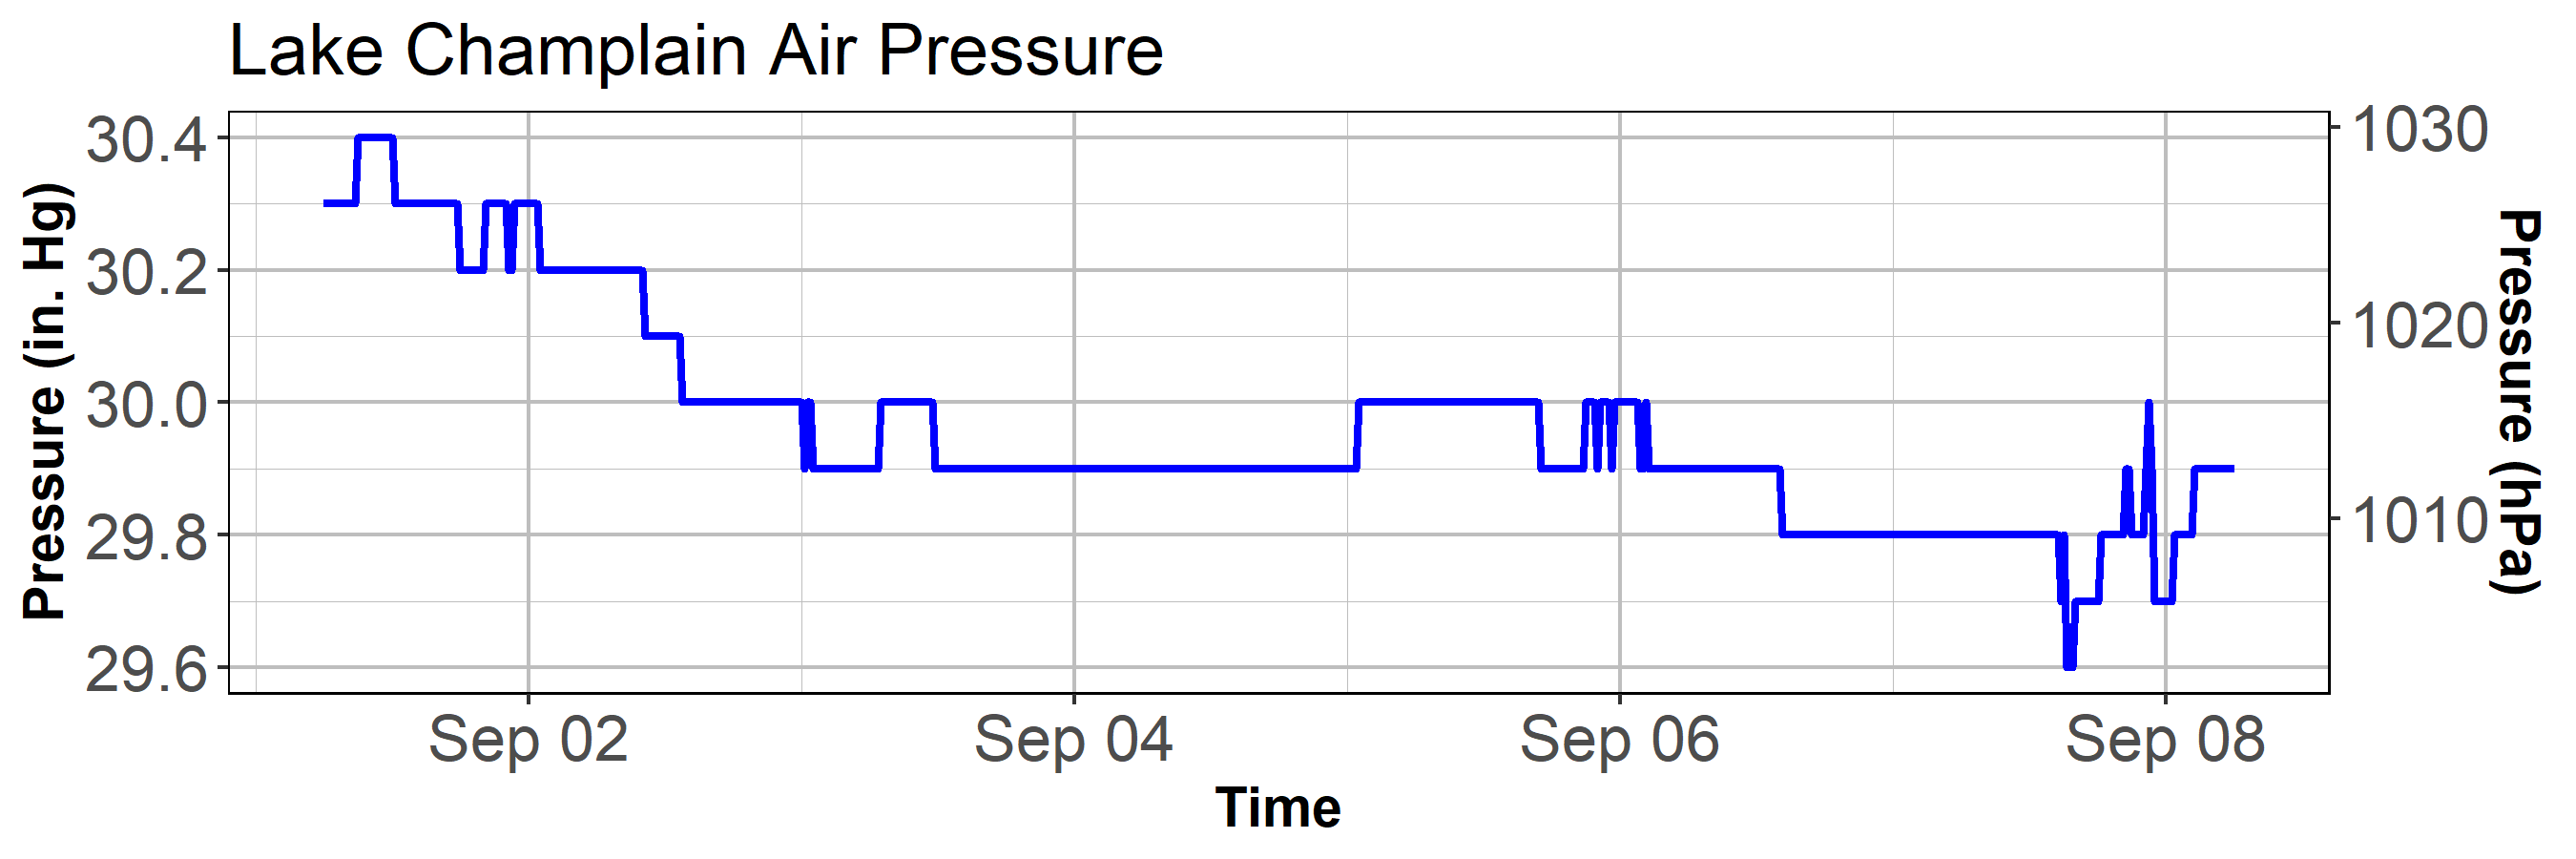 Lake Champlain Air Pressure
Pressure (in. Hg)
30.4
30.2
30.0
29.8
29.6
1030
1020
1010
Pressure (hPa)
Sep 02 Sep 04 Sep 06 Sep 08
Time